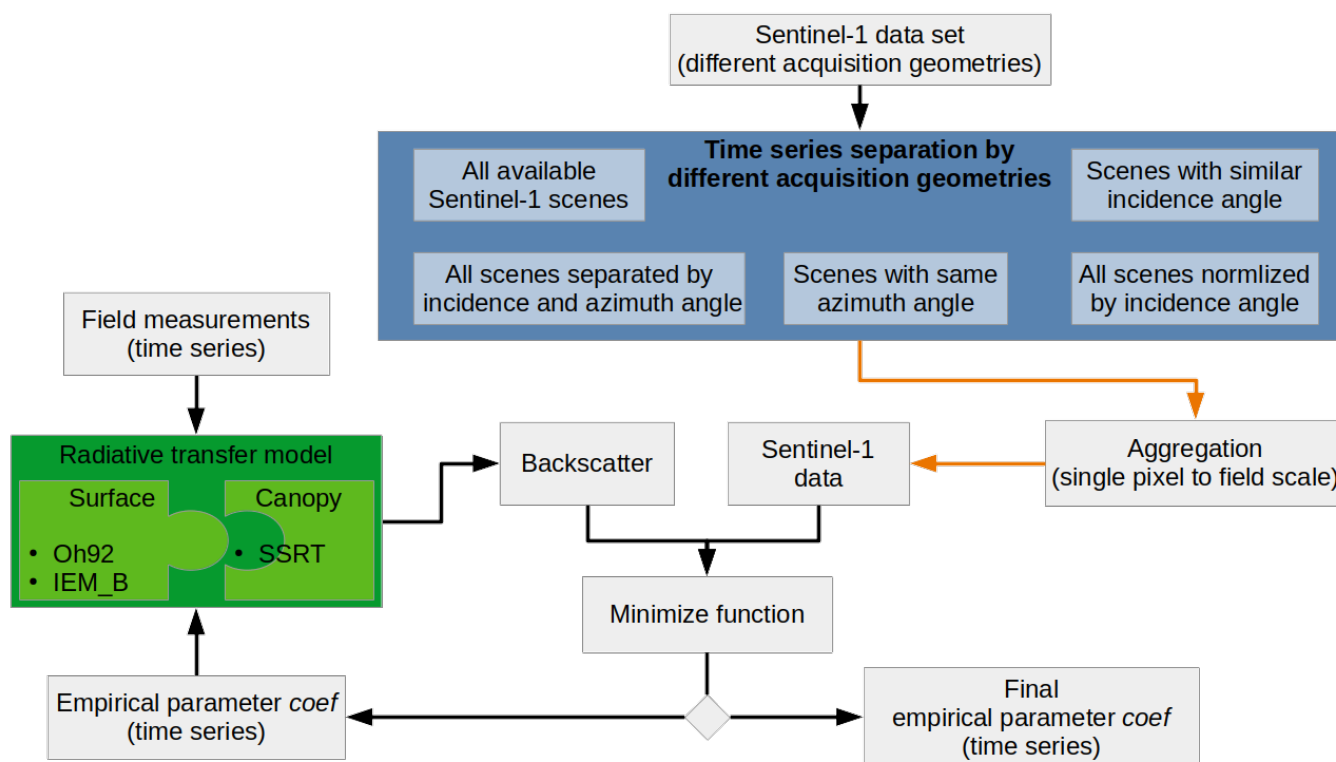 Sentinel-1 data set
(different acquisition geometries)
Time series separation by
different acquisition geometries
All available
Sentinel-1 scenes
Scenes with similar
incidence angle
All scenes separated by
incidence and azimuth angle
Scenes with same
azimuth angle
All scenes normlized
by incidence angle
Field measurements
(time series)
Radiative transfer model
Surface
• Oh92
• IEM_B
Canopy
• SSRT
Backscatter
Sentinel-1
data
Aggregation
(single pixel to field scale)
Minimize function
Empirical parameter coef
(time series)
Final
empirical parameter coef
(time series)